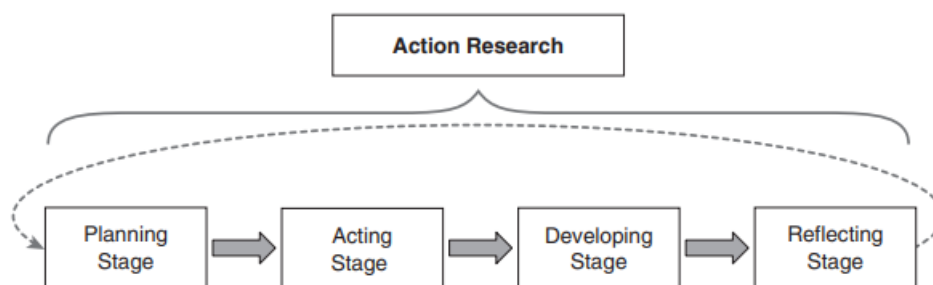 Action Research
Planning
Stage
Acting
Stage
Developing
Stage
Reflecting
Stage